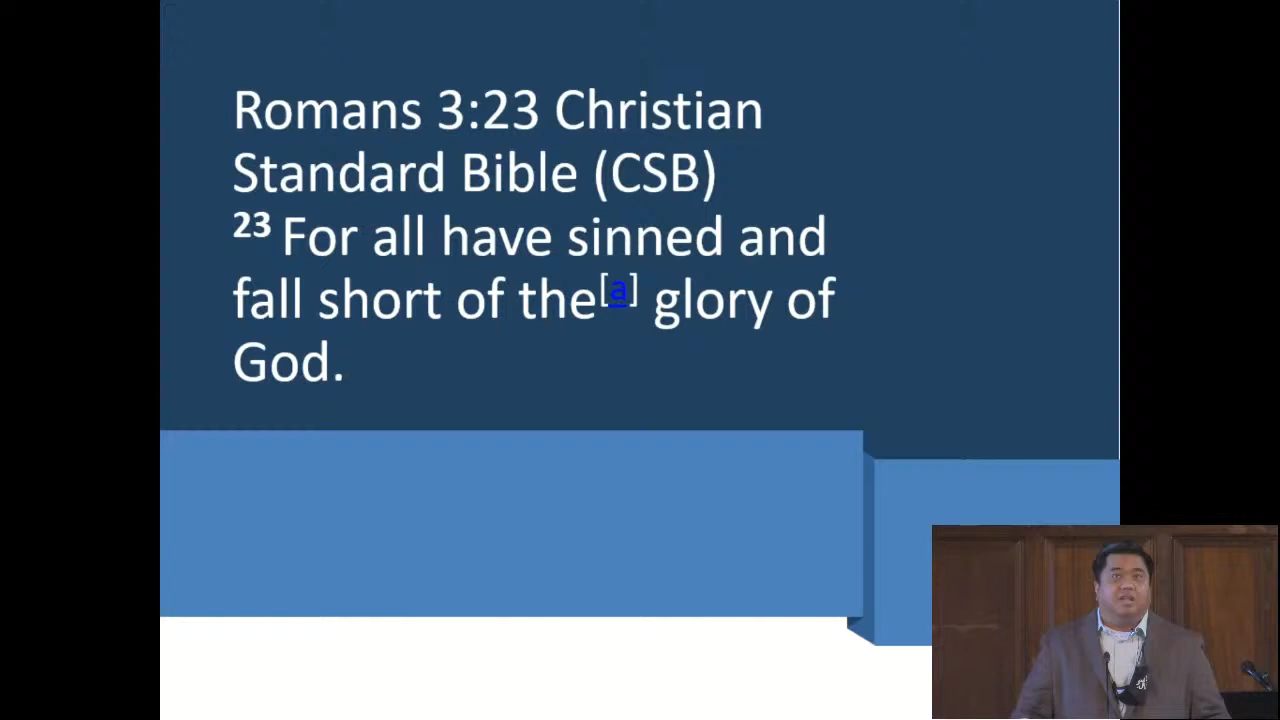 Romans 3:23 Christian
Standard Bible (CSB)
23 For all have sinned and
fall short of the[a] glory of
God.